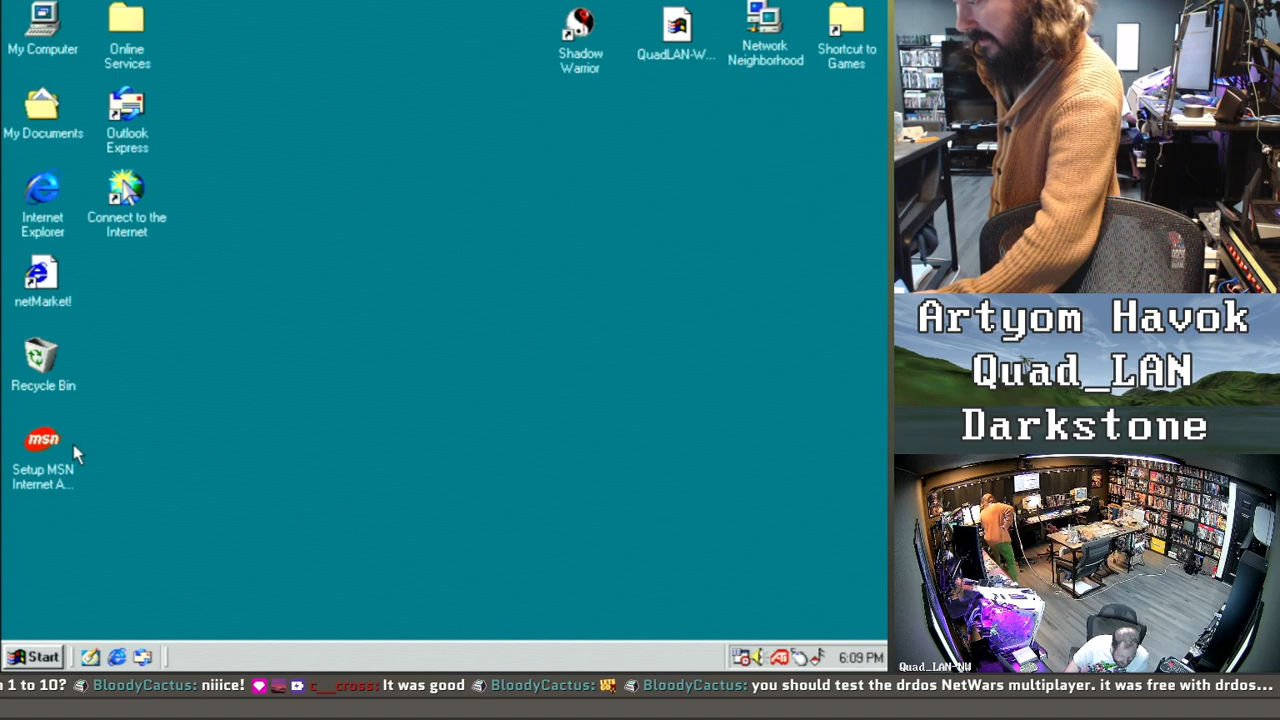 My Computer
Online
Services
Shadow
Warrior
QuadLAN-W...
Network
Neighborhood
Shortcut to
Games
My Documents
Outlook
Express
Internet
Explorer
Connect to the
Internet
netMarket!
Recycle Bin
msn
Setup MSN
Internet A...
Artyom Havok
Quad_LAN
Darkstone
Quad_LAN-NW
Start
ATI
6:09 PM
1 to 10? BloodyCactus: niiice! c__cross: It was good BloodyCactus: BloodyCactus: you should test the drdos NetWars multiplayer. it was free with drdos...